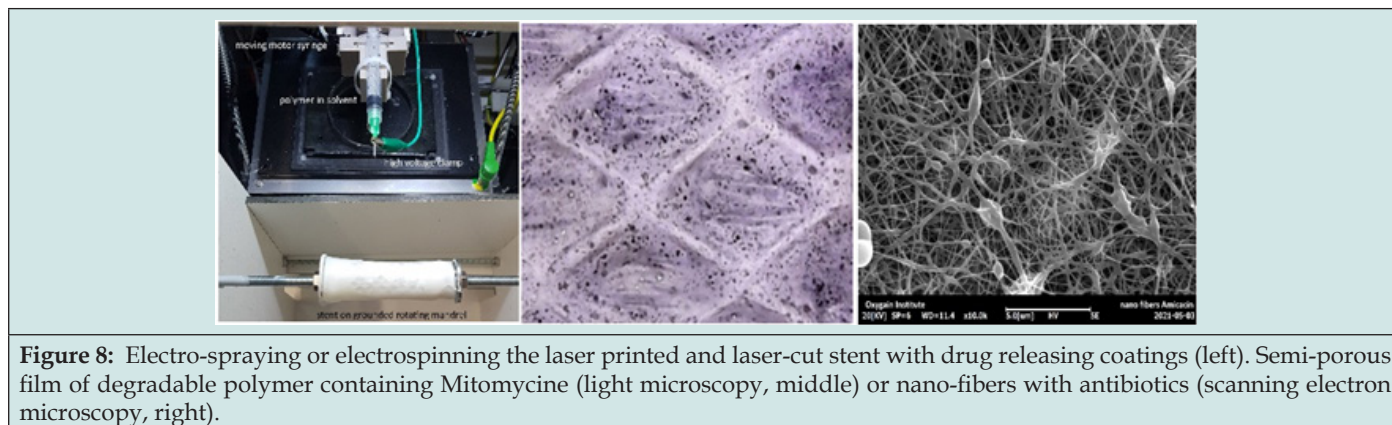 moving motor syringe
polymer in solvent
high voltage clamp
stent on grounded rotating mandrel
Oxygain Institute
nano fibers Amicacin
20[KV] SP=6 WD=11.4 x10.0k
5.0[um]
HV
SE
2021-05-03
Figure 8: Electro-spraying or electrospinning the laser printed and laser-cut stent with drug releasing coatings (left). Semi-porous
film of degradable polymer containing Mitomycine (light microscopy, middle) or nano-fibers with antibiotics (scanning electron
microscopy, right).